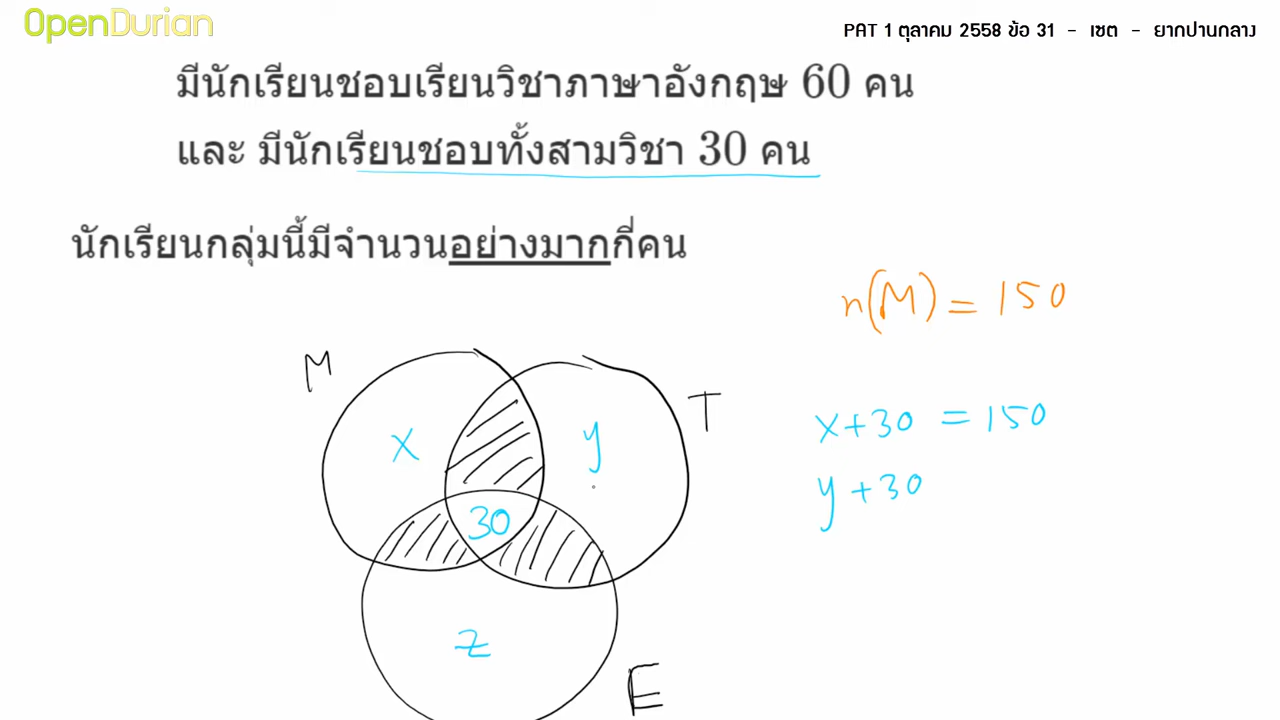 OpenDurian
PAT 1 ตุลาคม 2558 ข้อ 31 - เซต - ยากปานกลาง
มีนักเรียนชอบเรียนวิชาภาษาอังกฤษ 60 คน
และ มีนักเรียนชอบทั้งสามวิชา 30 คน
นักเรียนกลุ่มนี้มีจำนวนอย่างมากกี่คน
n(M) = 150
M
T
x
y
x+30 = 150
y+30
30
z
E